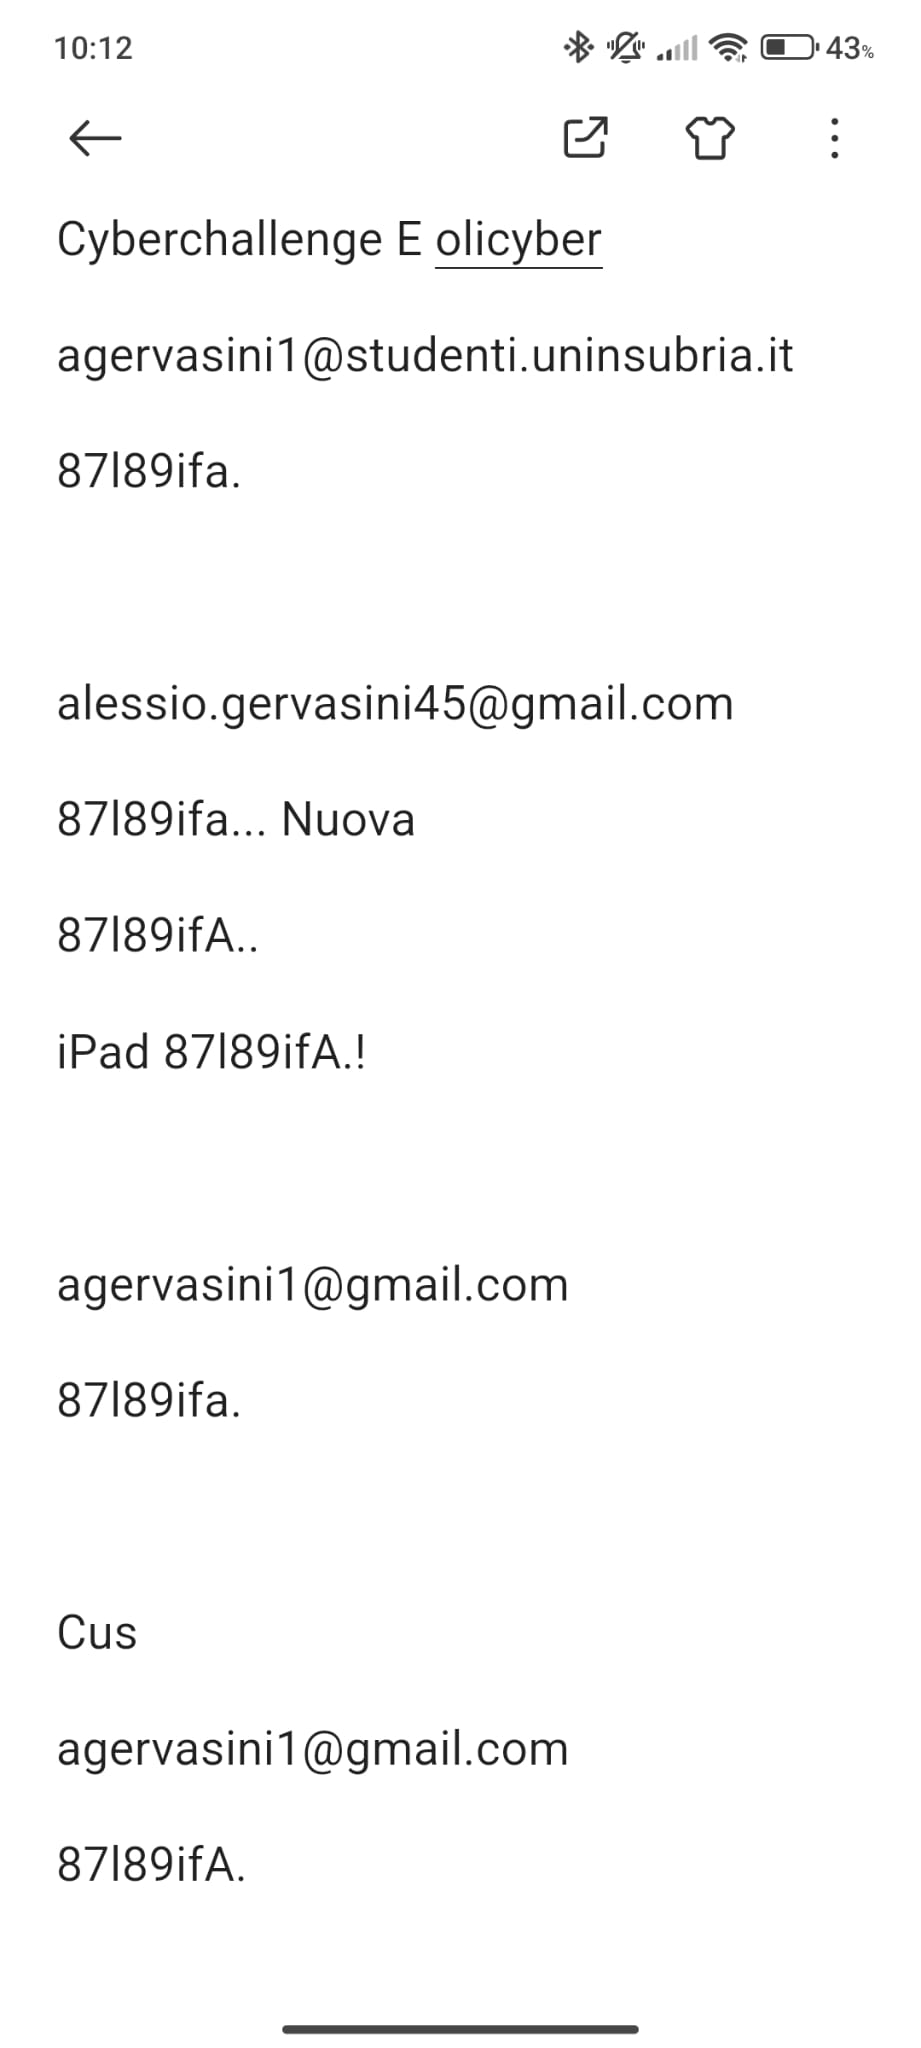 10:12
43%
Cyberchallenge E olicyber
agervasini1@studenti.uninsubria.it
87l89ifa.
alessio.gervasini45@gmail.com
87l89ifa... Nuova
87l89ifA..
iPad 87l89ifA.!
agervasini1@gmail.com
87l89ifa.
Cus
agervasini1@gmail.com
87l89ifA.